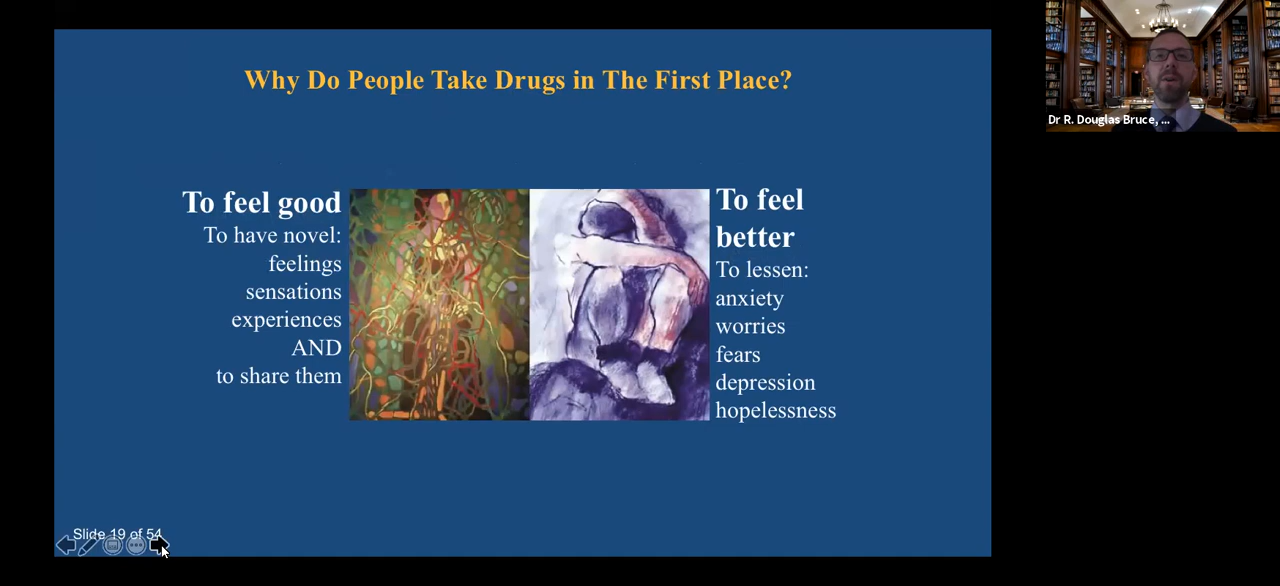 Why Do People Take Drugs in The First Place?
To feel good
To have novel:
feelings
sensations
experiences
AND
to share them
To feel
better
To lessen:
anxiety
worries
fears
depression
hopelessness
Slide 19 of 54
Dr R. Douglas Bruce, ...